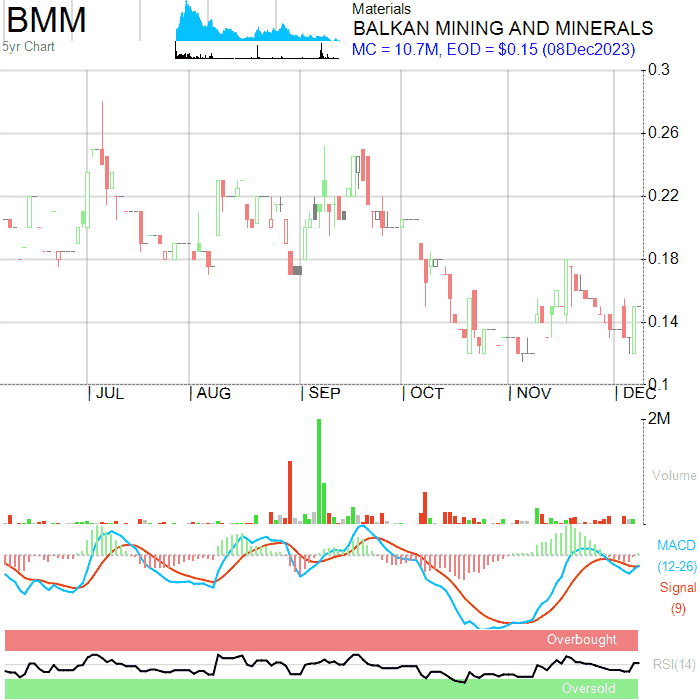 BMM
5yr Chart
Materials
BALKAN MINING AND MINERALS
MC = 10.7M, EOD = $0.15 (08Dec2023)
0.3
0.26
0.22
0.18
0.14
0.1
JUL AUG SEP OCT NOV DEC
2M
Volume
MACD
(12-26)
Signal
(9)
Overbought
RSI(14)
Oversold